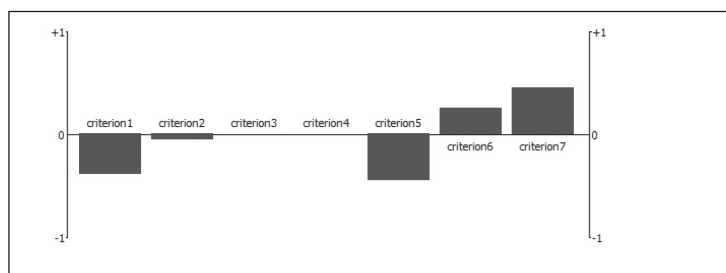 +1 +1
criterion1 criterion2 criterion3 criterion4 criterion5
0 0
criterion6 criterion7
-1 -1